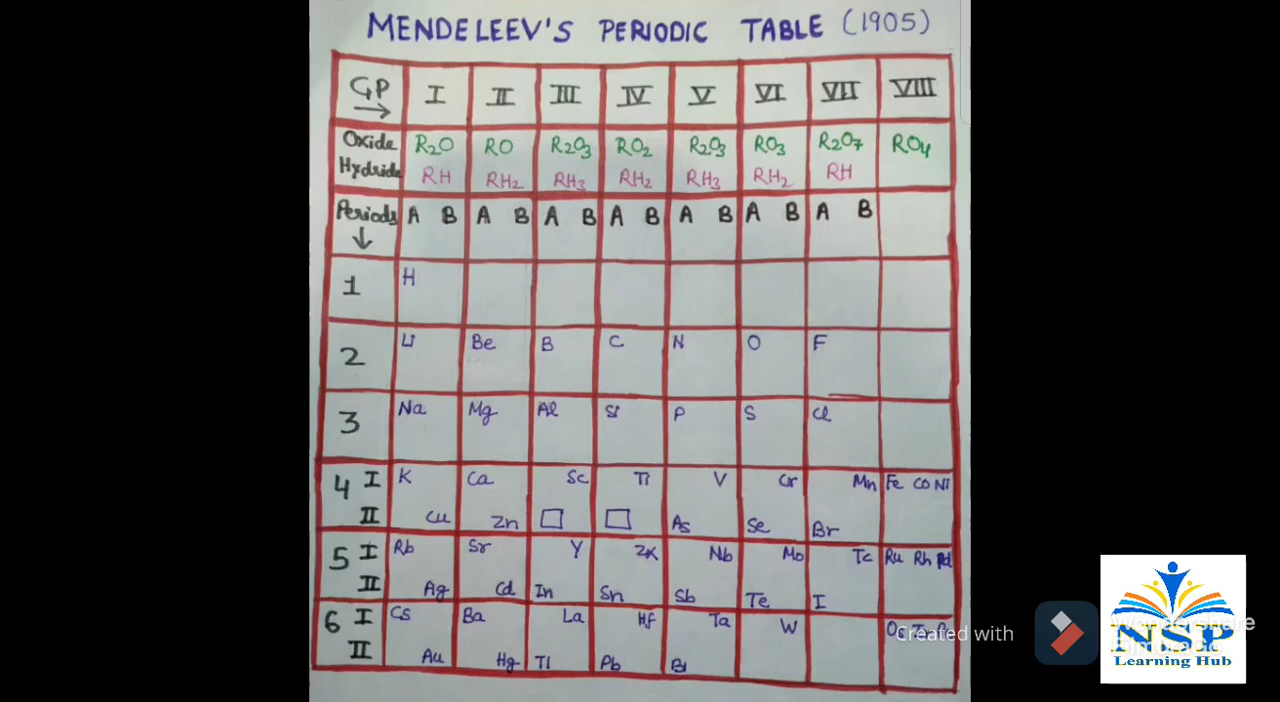 MENDELEEV'S PERIODIC TABLE (1905)
GP → I II III IV V VI VII VIII
Oxide R2O RO R2O3 RO2 R2O3 RO3 R2O7 RO4
Hydride RH RH2 RH3 RH2 RH3 RH2 RH
Periods ↓ A B A B A B A B A B A B A B
1 H
2 Li Be B C N O F
3 Na Mg Al Si P S Cl
4 I K Ca Sc Ti V Cr Mn Fe Co Ni
II Cu Zn □ □ As Se Br
5 I Rb Sr Y Zr Nb Mo Tc Ru Rh Pd
II Ag Cd In Sn Sb Te I
6 I Cs Ba La Hf Ta W Os
II Au Hg Tl Pb Bi
Created with
Wondershare
NSP
Learning Hub